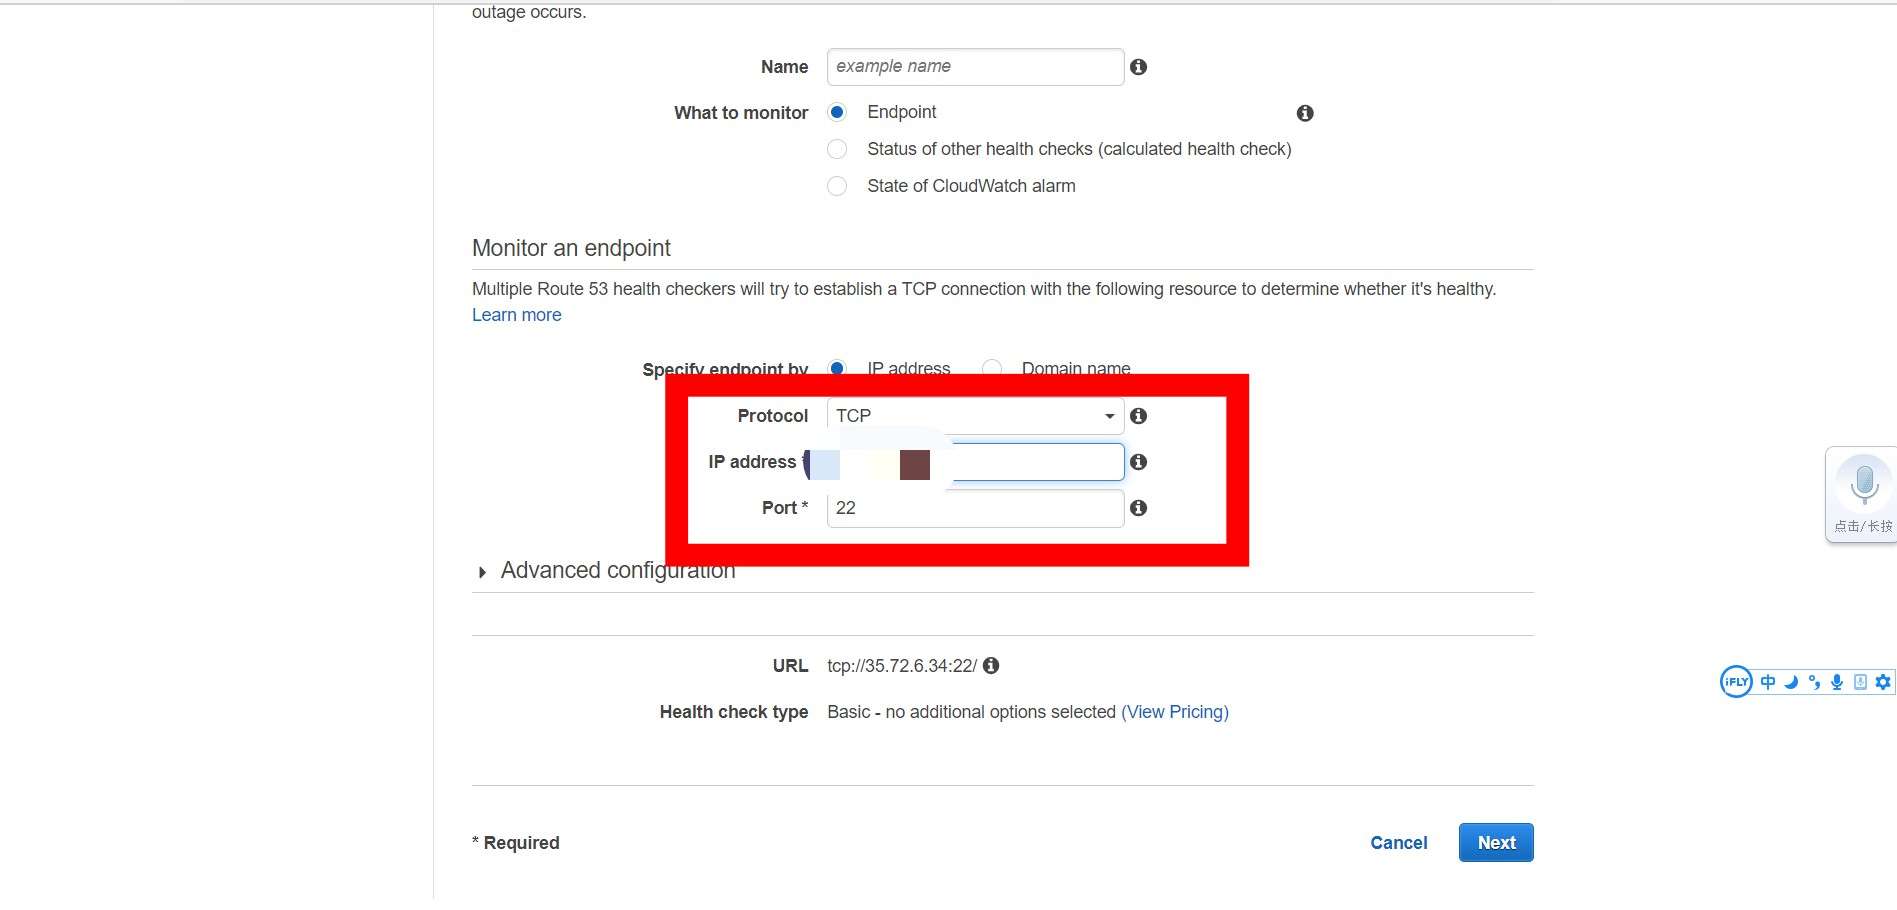 outage occurs.
Name example name
What to monitor Endpoint
Status of other health checks (calculated health check)
State of CloudWatch alarm
Monitor an endpoint
Multiple Route 53 health checkers will try to establish a TCP connection with the following resource to determine whether it's healthy.
Learn more
Specify endpoint by IP address Domain name
Protocol TCP
IP address
Port * 22
Advanced configuration
URL tcp://35.72.6.34:22/
Health check type Basic - no additional options selected (View Pricing)
* Required Cancel Next
点击/长按
iFLY 中